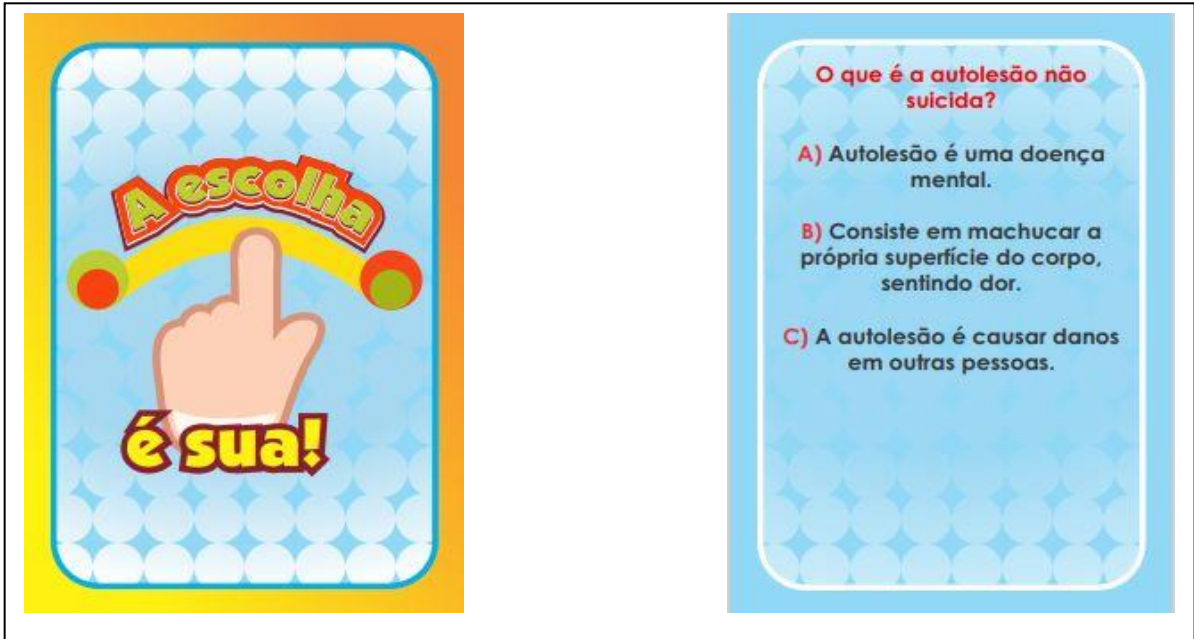 A escolha
é sua!
O que é a autolesão não
suicida?
A) Autolesão é uma doença
mental.
B) Consiste em machucar a
própria superfície do corpo,
sentindo dor.
C) A autolesão é causar danos
em outras pessoas.